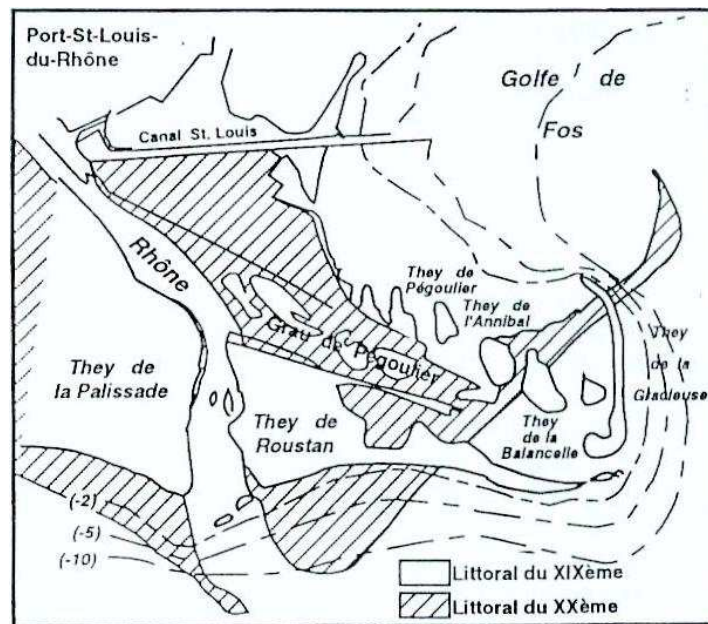 Port-St-Louis-
du-Rhône
Golfe de
Fos
Canal St. Louis
Rhône
They de
Pégoulier
They de
l'Annibal
Grau de Pégoulier
They
de la
Gracieuse
They de
la Palissade
They de
Roustan
They
de la
Balancelle
(-2)
(-5)
(-10)
Littoral du XIXème
Littoral du XXème